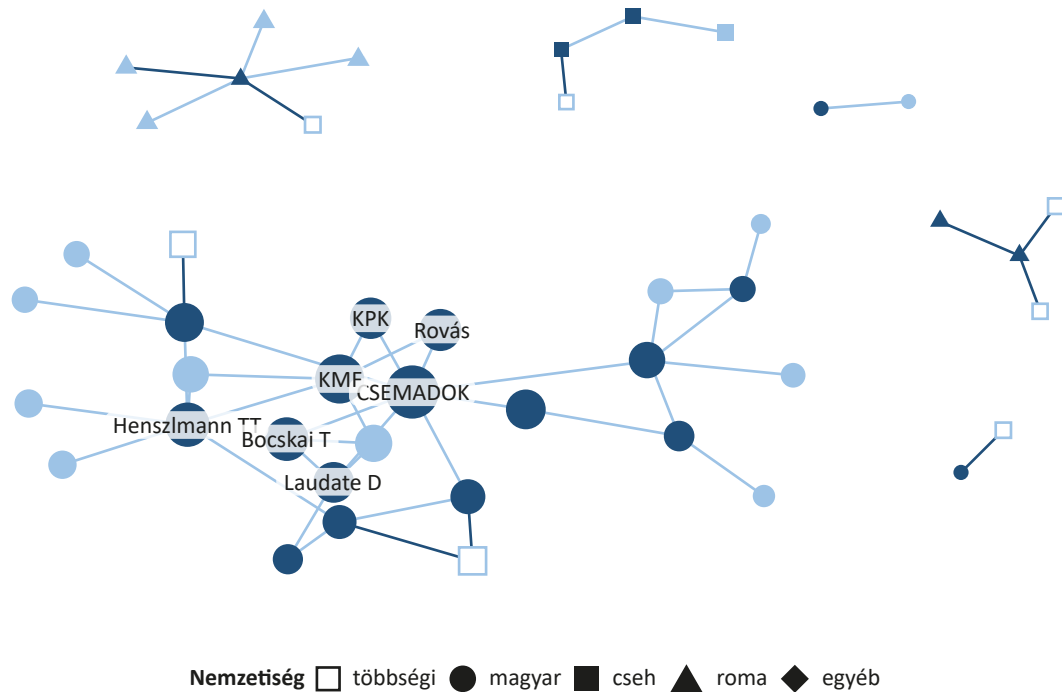 KPK
Rovás
KMF
CSEMADOK
Henszlmann TT
Bocskai T
Laudate D
Nemzetiség többségi magyar cseh roma egyéb